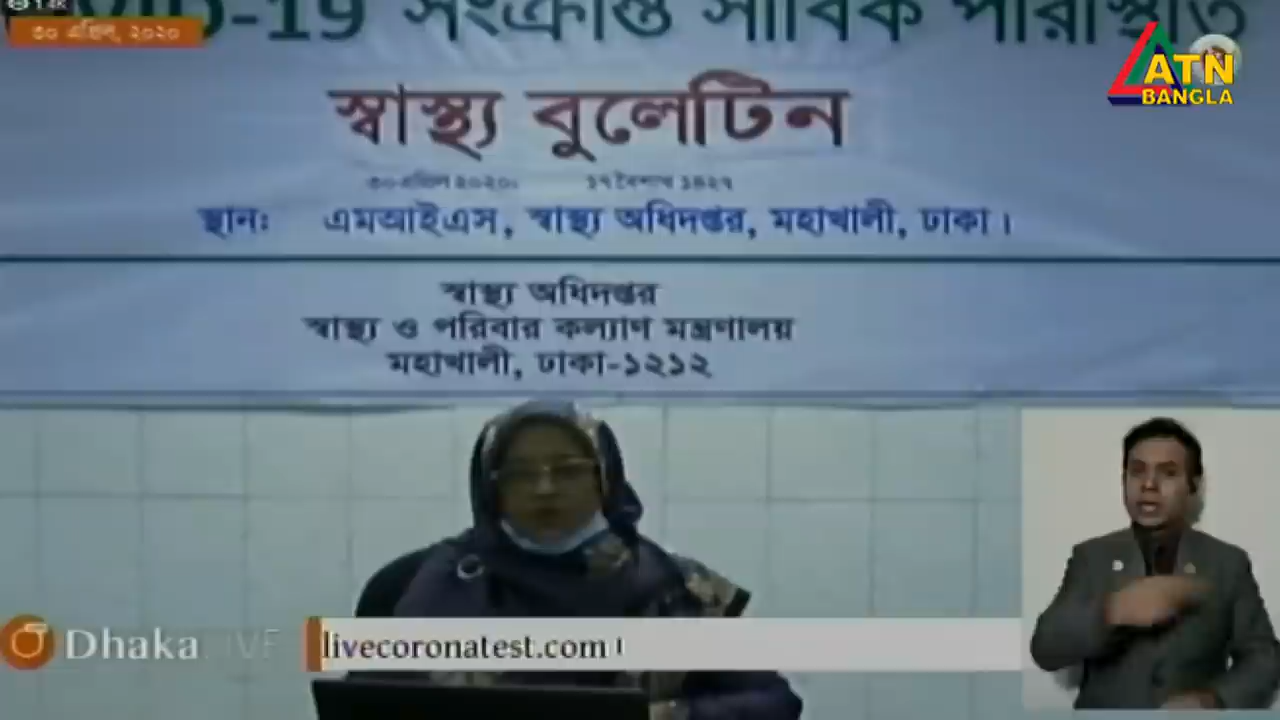 ৩০ এপ্রিল, ২০২০
-19 সংক্রান্ত সার্বিক পরিস্থিতি
ATN
BANGLA
স্বাস্থ্য বুলেটিন
৩০ এপ্রিল ২০২০। ১৭ বৈশাখ ১৪২৭
স্থান: এমআইএস, স্বাস্থ্য অধিদপ্তর, মহাখালী, ঢাকা।
স্বাস্থ্য অধিদপ্তর
স্বাস্থ্য ও পরিবার কল্যাণ মন্ত্রণালয়
মহাখালী, ঢাকা-১২১২
Dhaka LIVE
livecoronatest.com ।